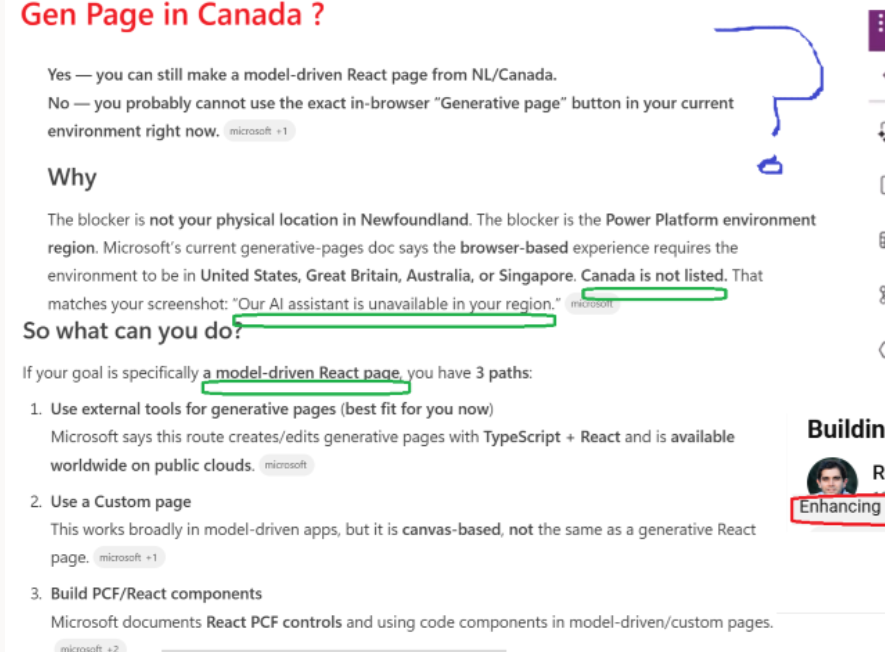 Gen Page in Canada ?
Yes — you can still make a model-driven React page from NL/Canada.
No — you probably cannot use the exact in-browser “Generative page” button in your current
environment right now. microsoft +1
Why
The blocker is not your physical location in Newfoundland. The blocker is the Power Platform environment
region. Microsoft’s current generative-pages doc says the browser-based experience requires the
environment to be in United States, Great Britain, Australia, or Singapore. Canada is not listed. That
matches your screenshot: “Our AI assistant is unavailable in your region.” microsoft
So what can you do?
If your goal is specifically a model-driven React page, you have 3 paths:
1. Use external tools for generative pages (best fit for you now)
Microsoft says this route creates/edits generative pages with TypeScript + React and is available
worldwide on public clouds. microsoft
2. Use a Custom page
This works broadly in model-driven apps, but it is canvas-based, not the same as a generative React
page. microsoft +1
3. Build PCF/React components
Microsoft documents React PCF controls and using code components in model-driven/custom pages.
microsoft +2
Buildin
R
Enhancing